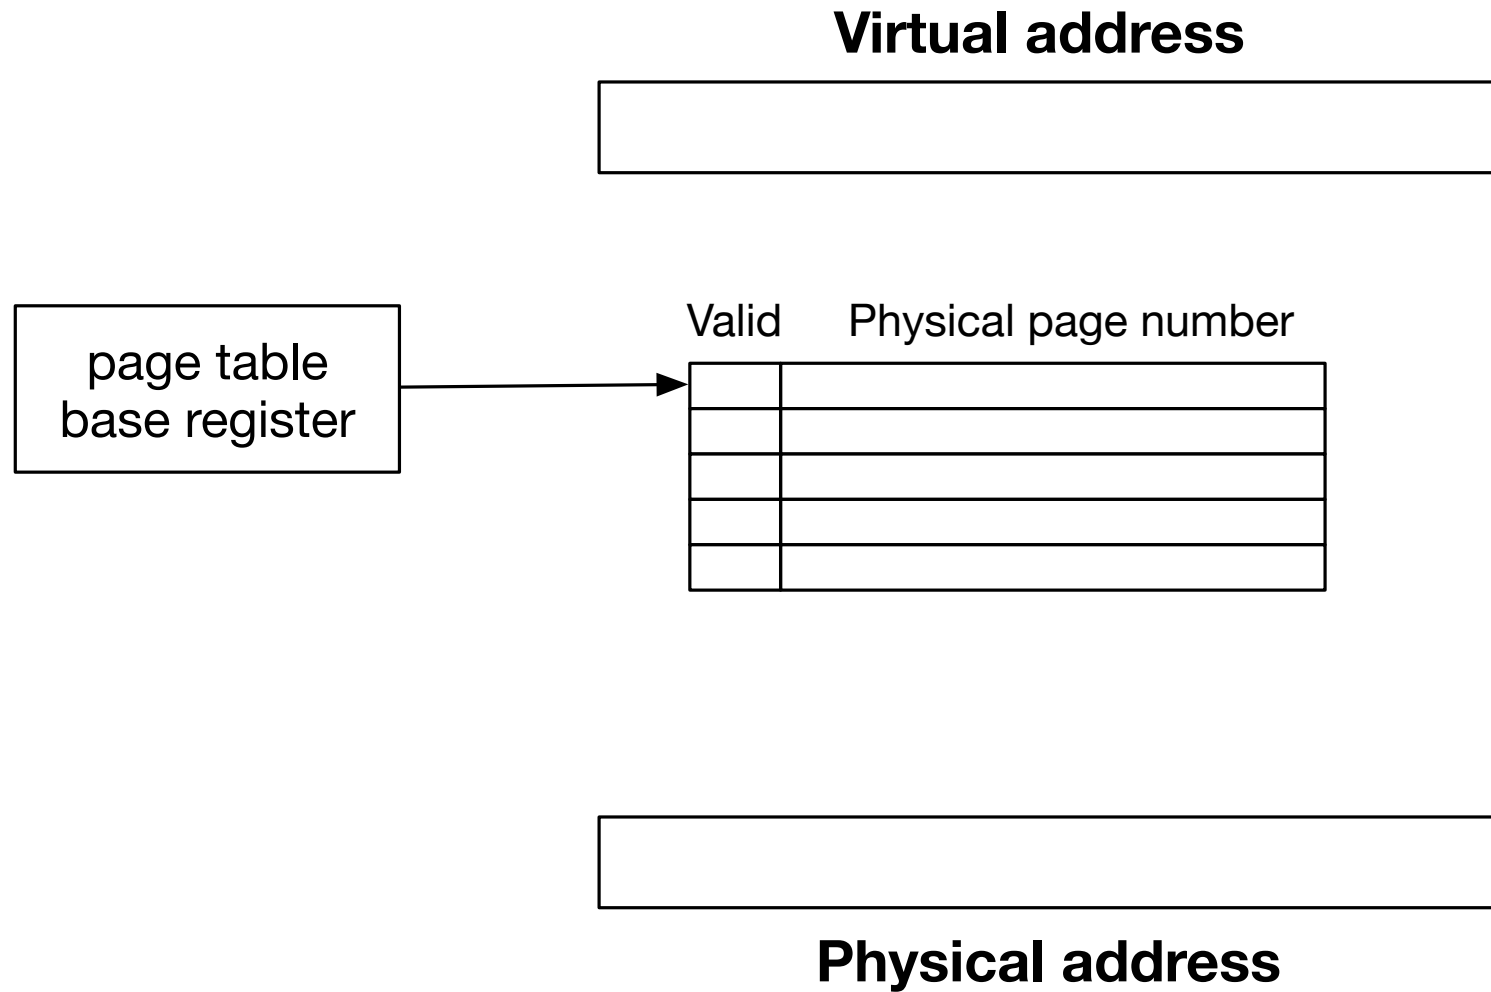 Virtual address
Valid Physical page number
page table
base register
Physical address